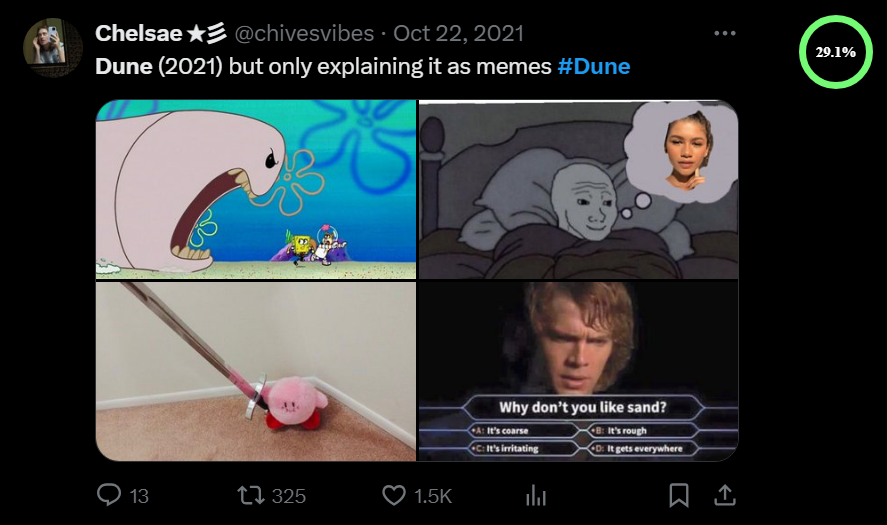 Chelsae ★彡 @chivesvibes · Oct 22, 2021
29.1%
Dune (2021) but only explaining it as memes #Dune
Why don't you like sand?
A: It's coarse
B: It's rough
C: It's irritating
D: It gets everywhere
13 325 1.5K